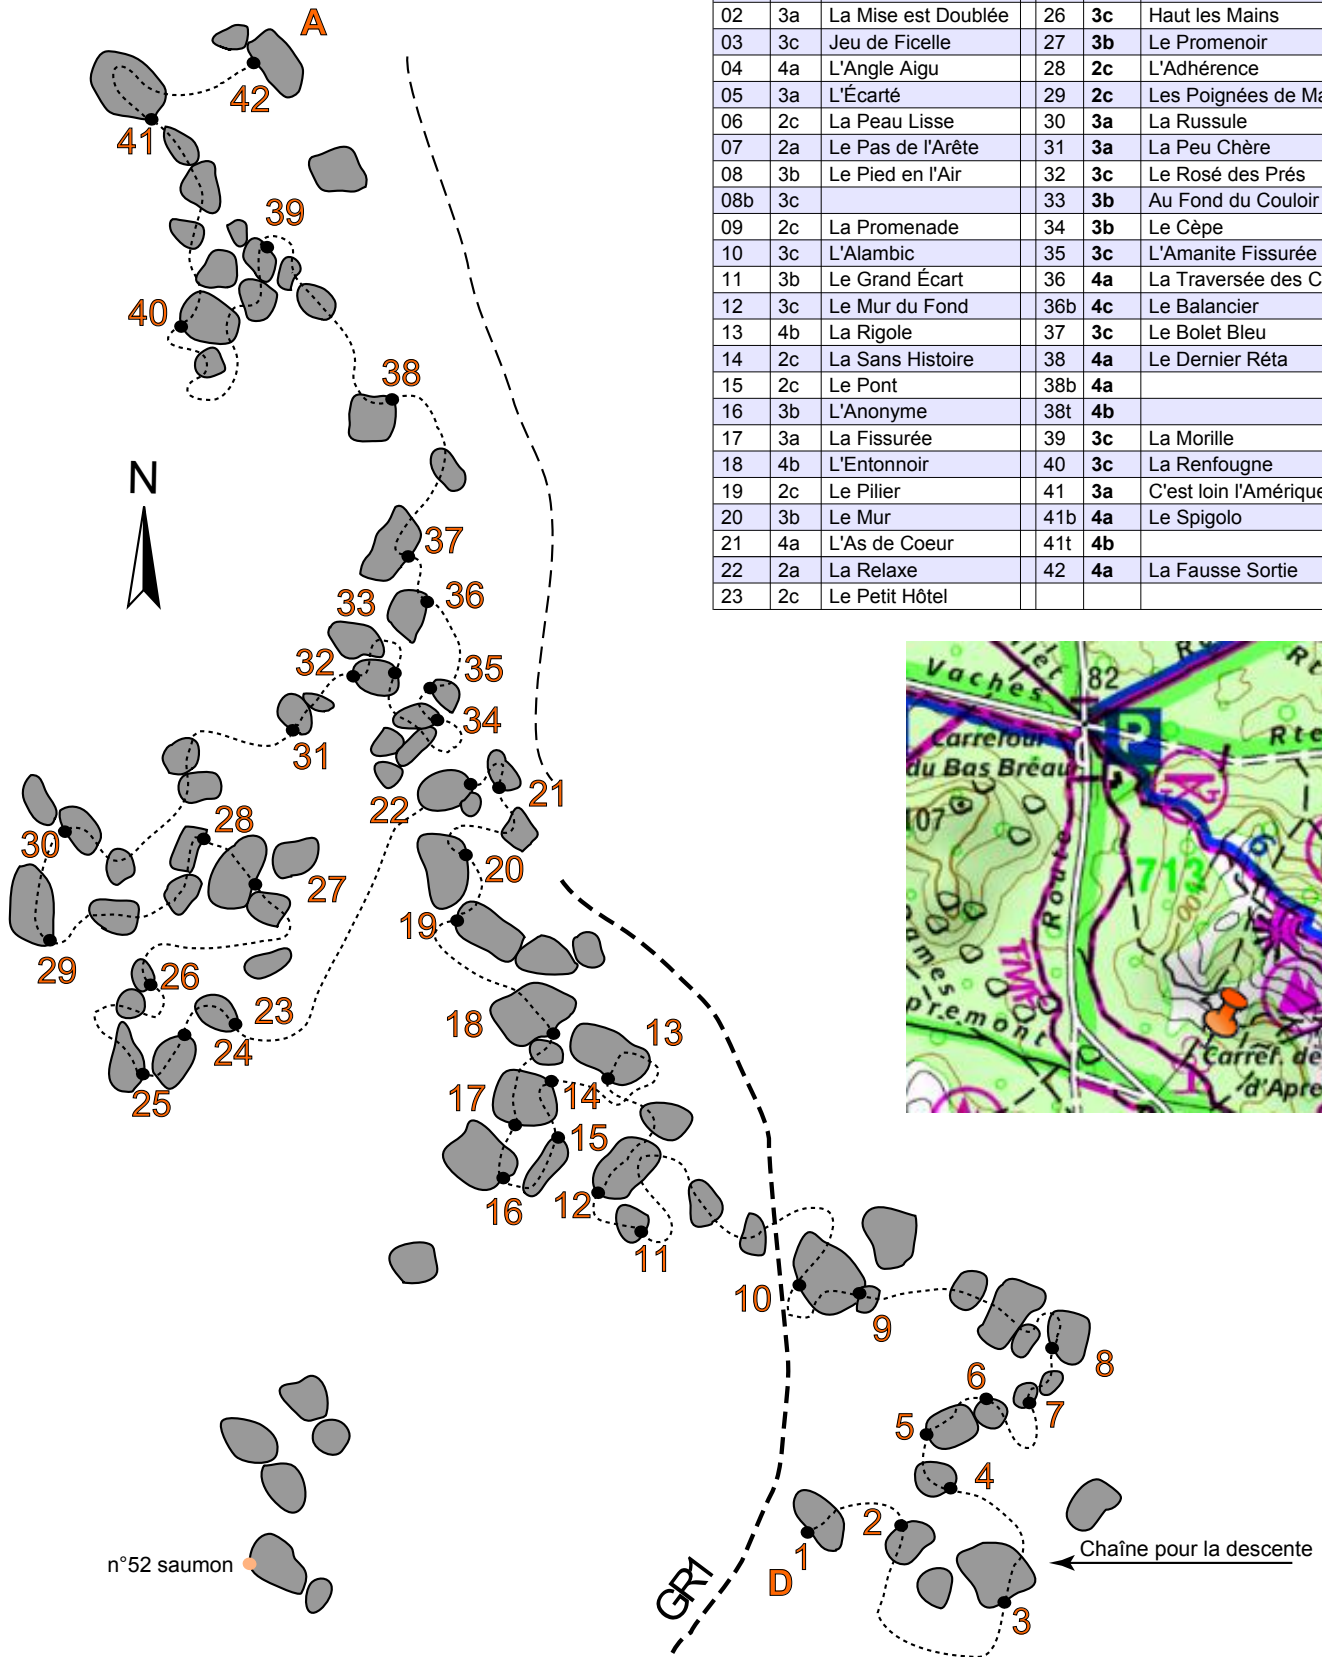 A
42
41
39
40
38
N
37
36
33
32
35
34
31
22
21
28
30
20
27
19
29
26
23
24
18
13
25
17
14
15
16
12
11
10
9
8
6
7
5
4
2
1
D
3
n°52 saumon
GR1
Chaîne pour la descente
02 3a La Mise est Doublée 26 3c Haut les Mains
03 3c Jeu de Ficelle 27 3b Le Promenoir
04 4a L'Angle Aigu 28 2c L'Adhérence
05 3a L'Écarté 29 2c Les Poignées de
06 2c La Peau Lisse 30 3a La Russule
07 2a Le Pas de l'Arête 31 3a La Peu Chère
08 3b Le Pied en l'Air 32 3c Le Rosé des Prés
08b 3c 33 3b Au Fond du Couloir
09 2c La Promenade 34 3b Le Cèpe
10 3c L'Alambic 35 3c L'Amanite Fissurée
11 3b Le Grand Écart 36 4a La Traversée des C
12 3c Le Mur du Fond 36b 4c Le Balancier
13 4b La Rigole 37 3c Le Bolet Bleu
14 2c La Sans Histoire 38 4a Le Dernier Réta
15 2c Le Pont 38b 4a
16 3b L'Anonyme 38t 4b
17 3a La Fissurée 39 3c La Morille
18 4b L'Entonnoir 40 3c La Renfougne
19 2c Le Pilier 41 3a C'est loin l'Amérique
20 3b Le Mur 41b 4a Le Spigolo
21 4a L'As de Coeur 41t 4b
22 2a La Relaxe 42 4a La Fausse Sortie
23 2c Le Petit Hôtel
Vaches
82
P
Rte
Carrefour
du Bas Bréau
107
Route
713
TMF
premont
Carref. de
d'Apre